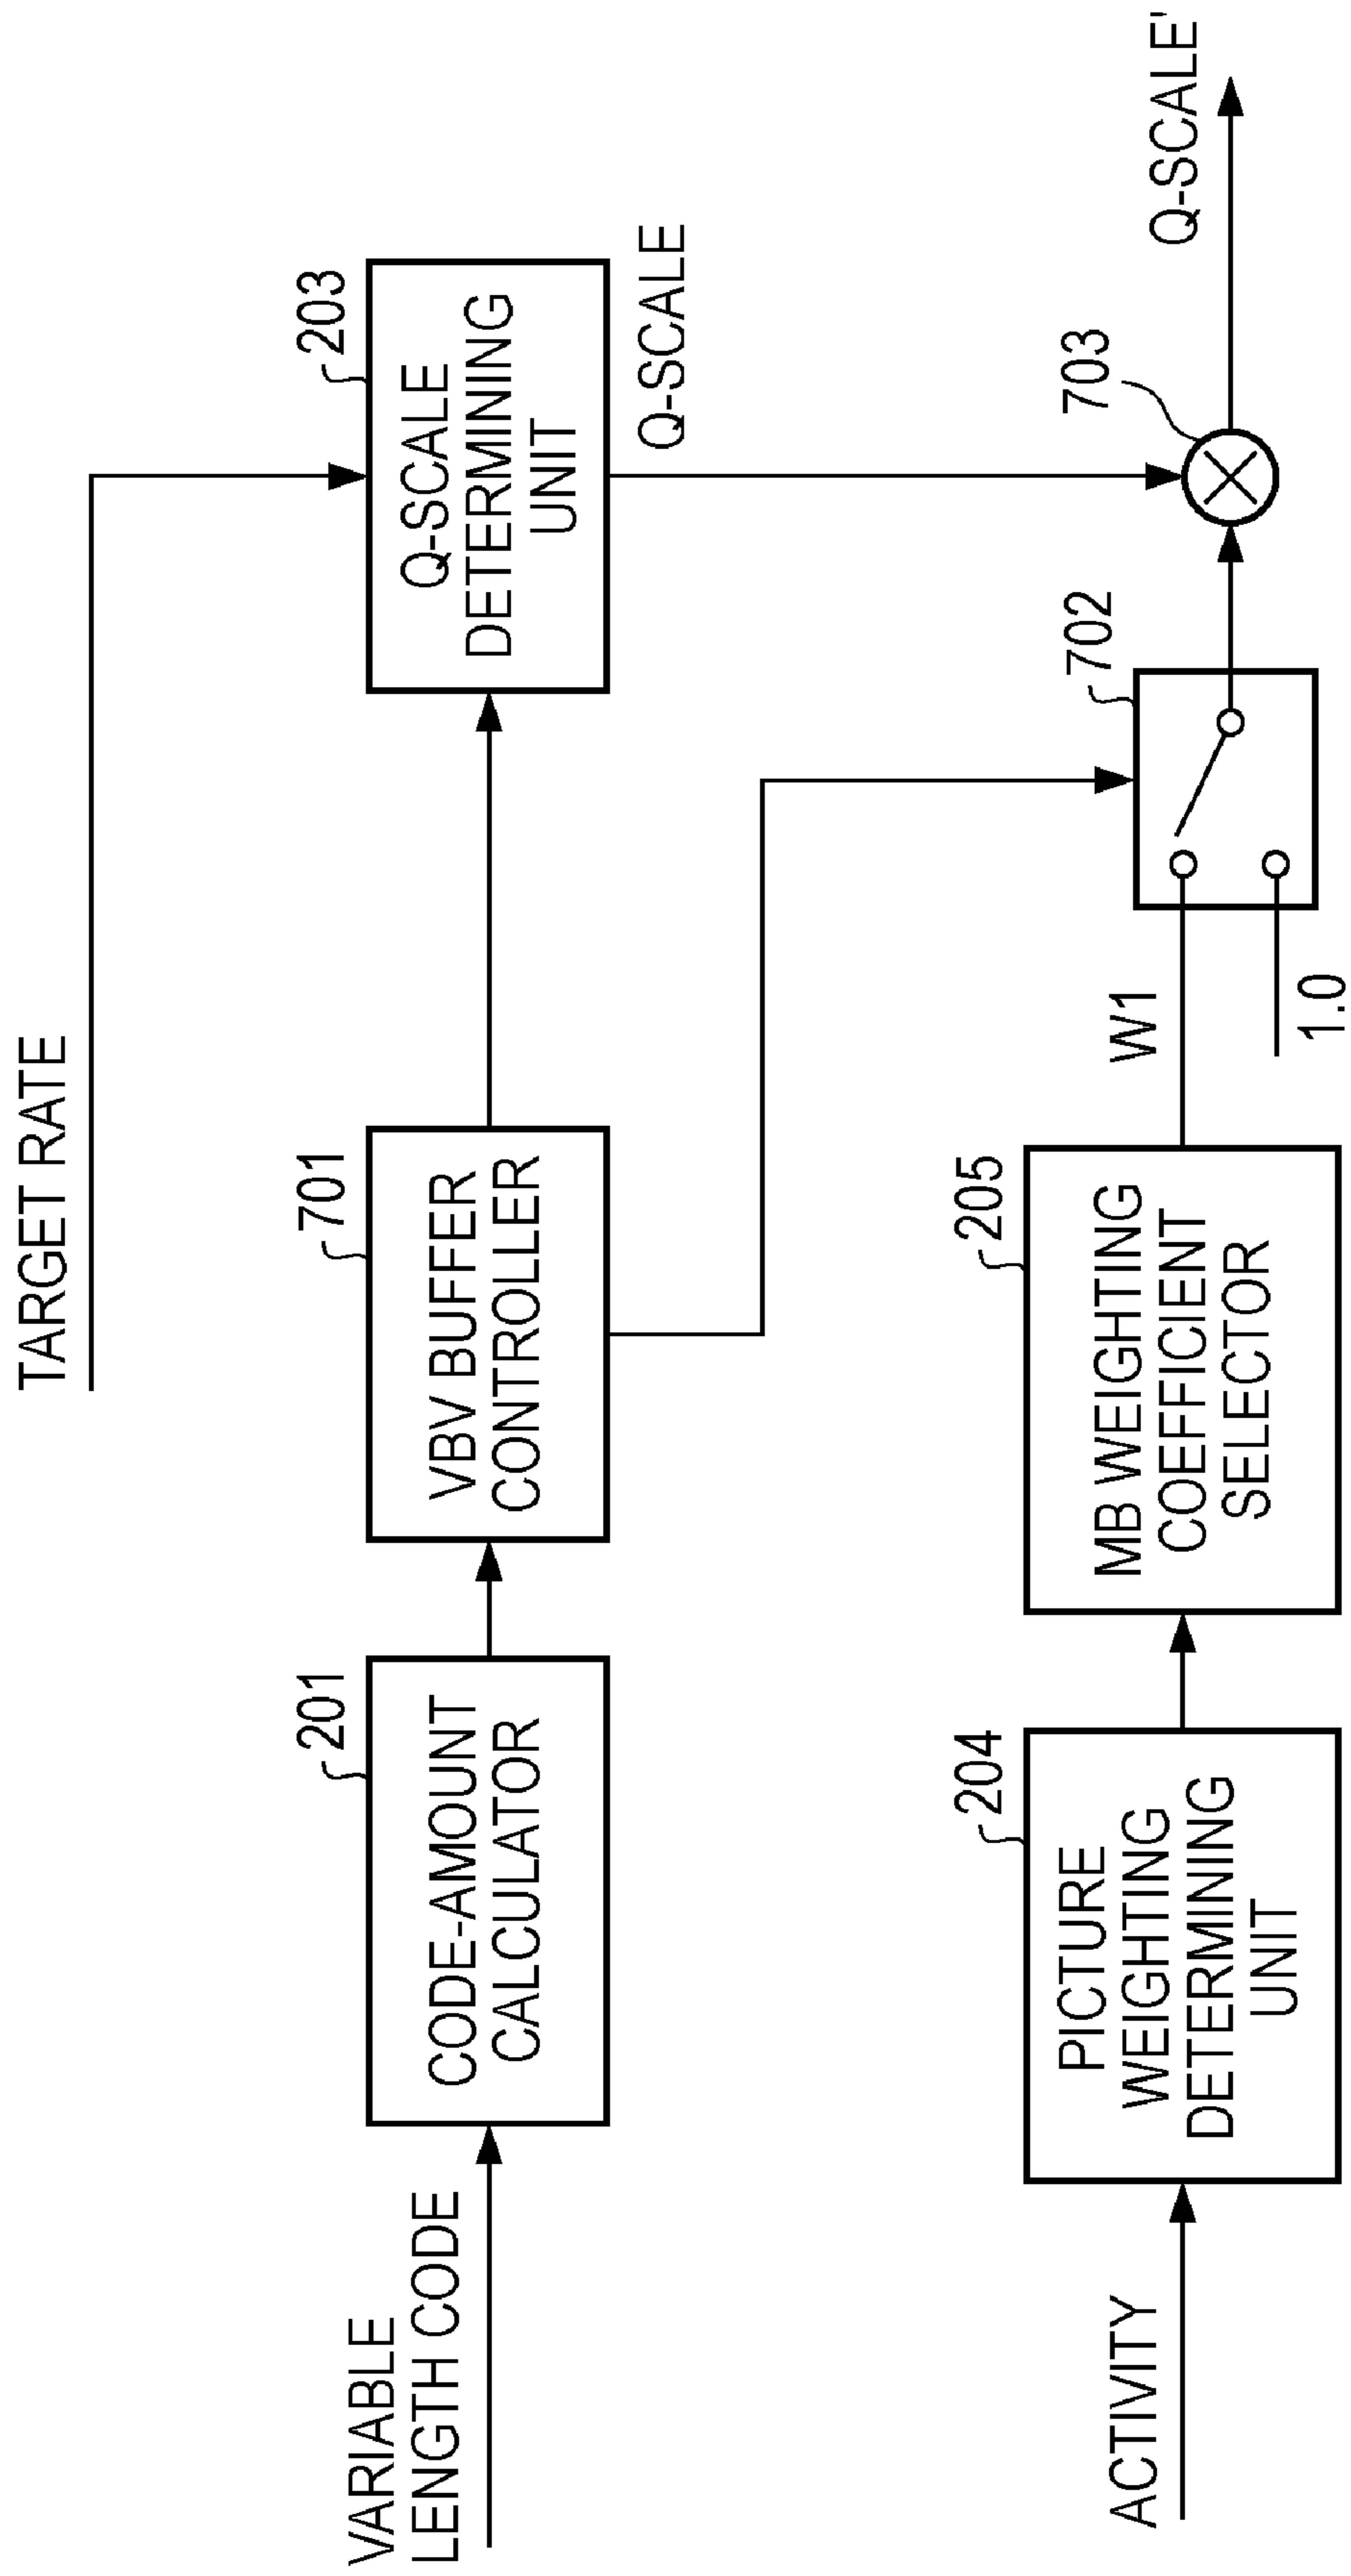 TARGET RATE
VARIABLE
LENGTH CODE
201
CODE-AMOUNT
CALCULATOR
701
VBV BUFFER
CONTROLLER
203
Q-SCALE
DETERMINING
UNIT
Q-SCALE
ACTIVITY
204
PICTURE
WEIGHTING
DETERMINING
UNIT
205
MB WEIGHTING
COEFFICIENT
SELECTOR
W1
1.0
702
703
Q-SCALE'